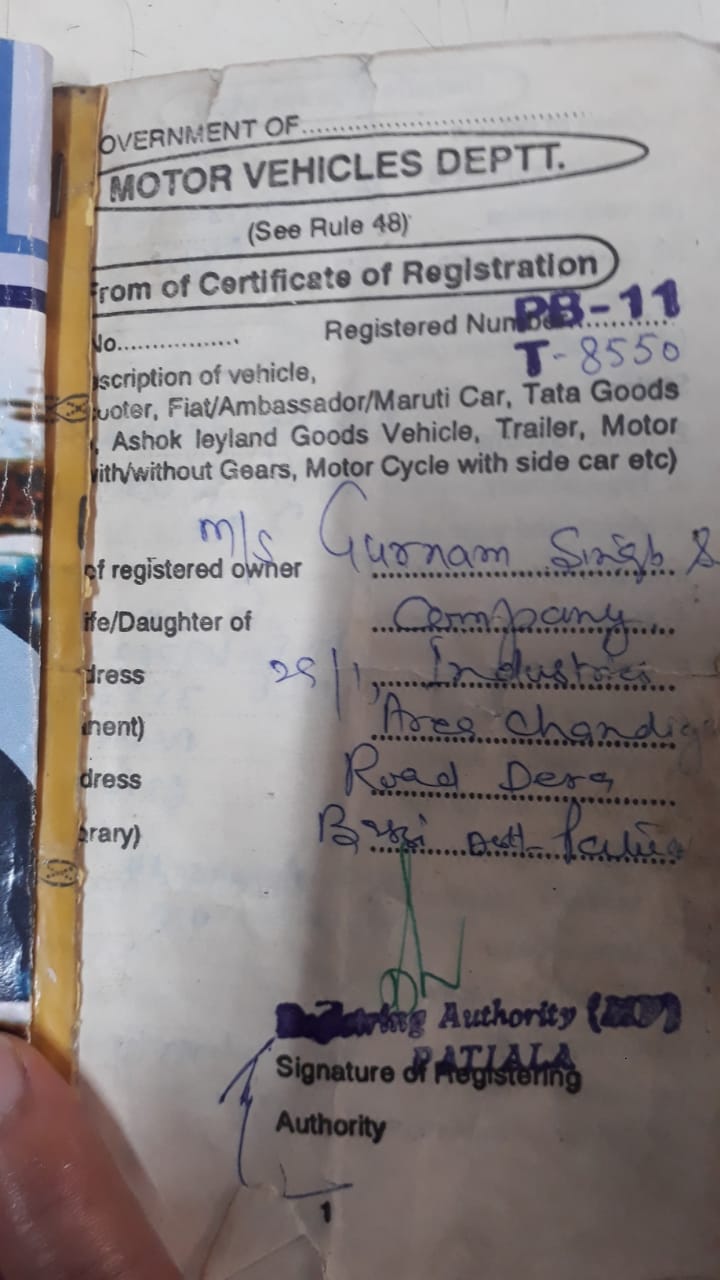 OVERNMENT OF..............................
MOTOR VEHICLES DEPTT.
(See Rule 48)
From of Certificate of Registration
No................. Registered Number........... PB-11
T-8550
scription of vehicle,
ooter, Fiat/Ambassador/Maruti Car, Tata Goods
, Ashok leyland Goods Vehicle, Trailer, Motor
ith/without Gears, Motor Cycle with side car etc)
of registered owner M/S Gurnam Singh &
ife/Daughter of Company
dress Industries
nent) Area Chandig
dress Road Dera
rary) Bassi
Authority
PATIALA
Signature of Registering
Authority
1